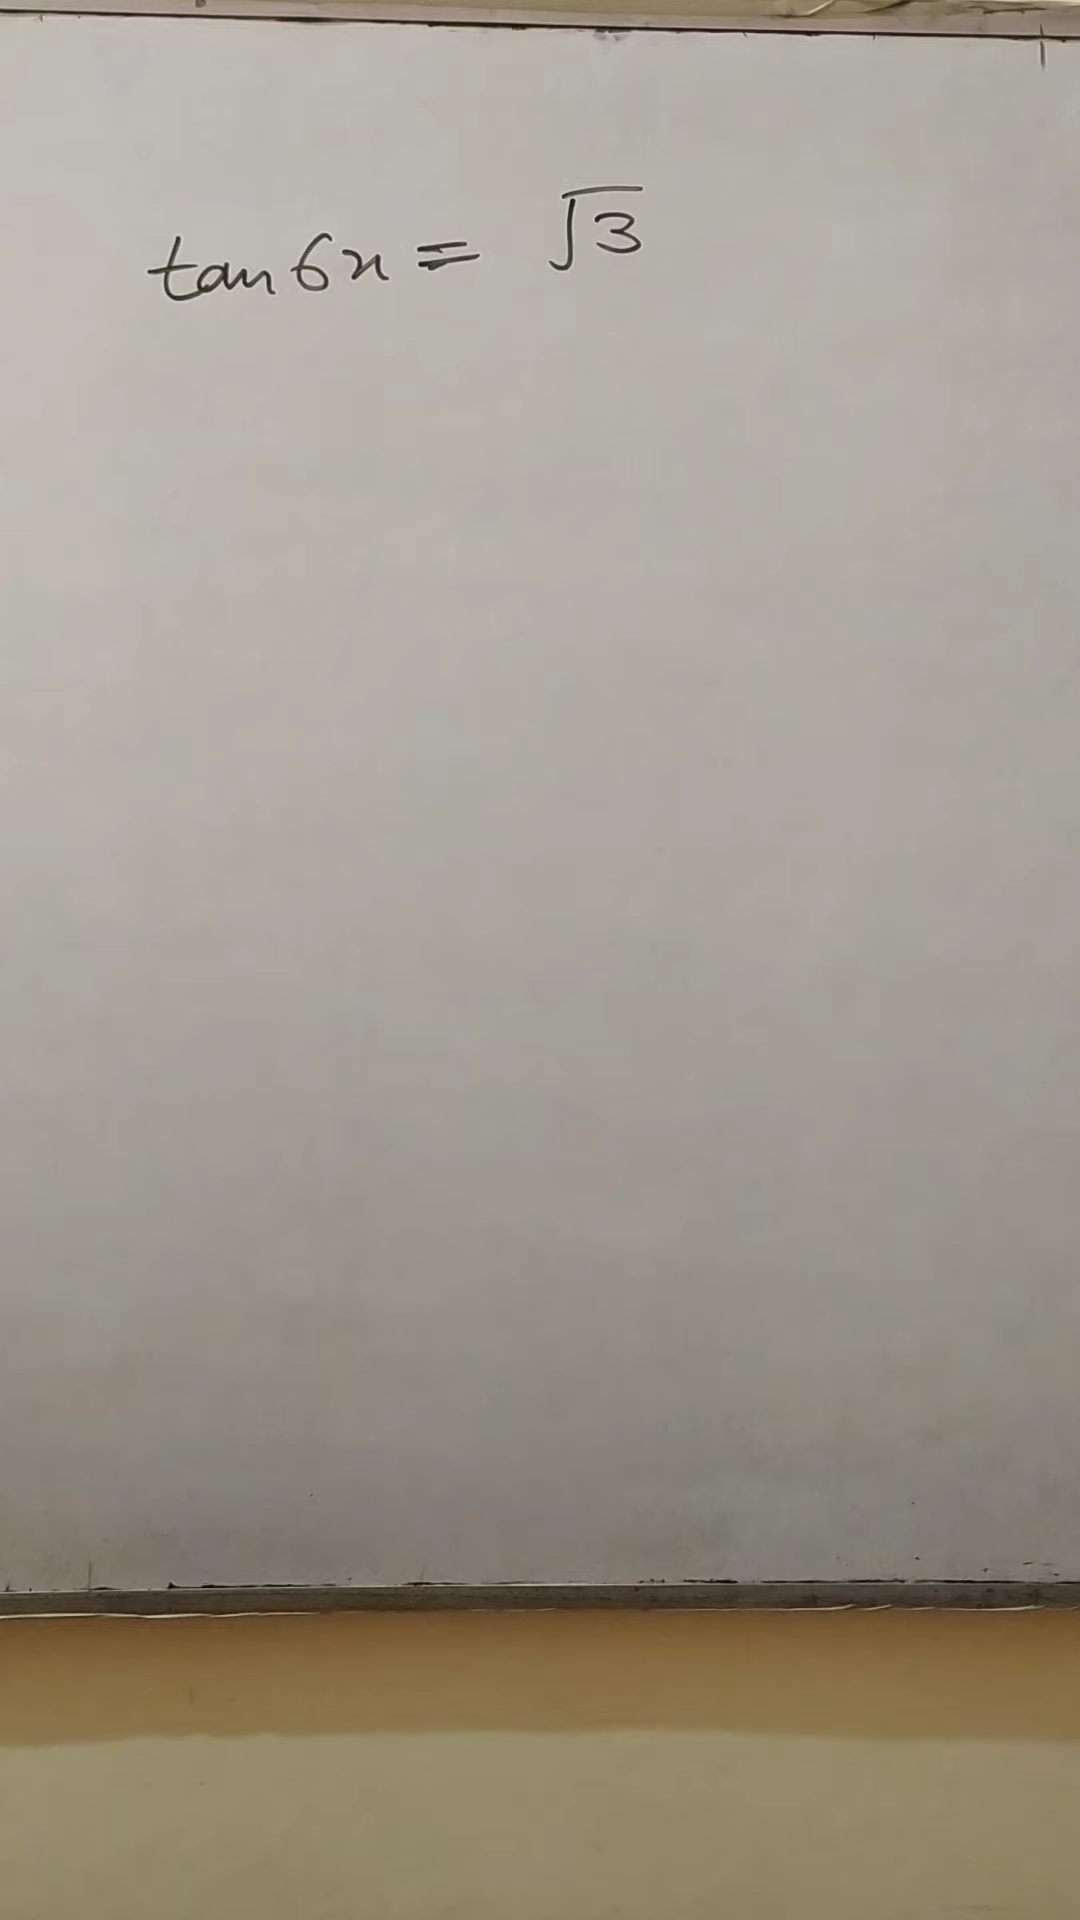 tan 6x = √3